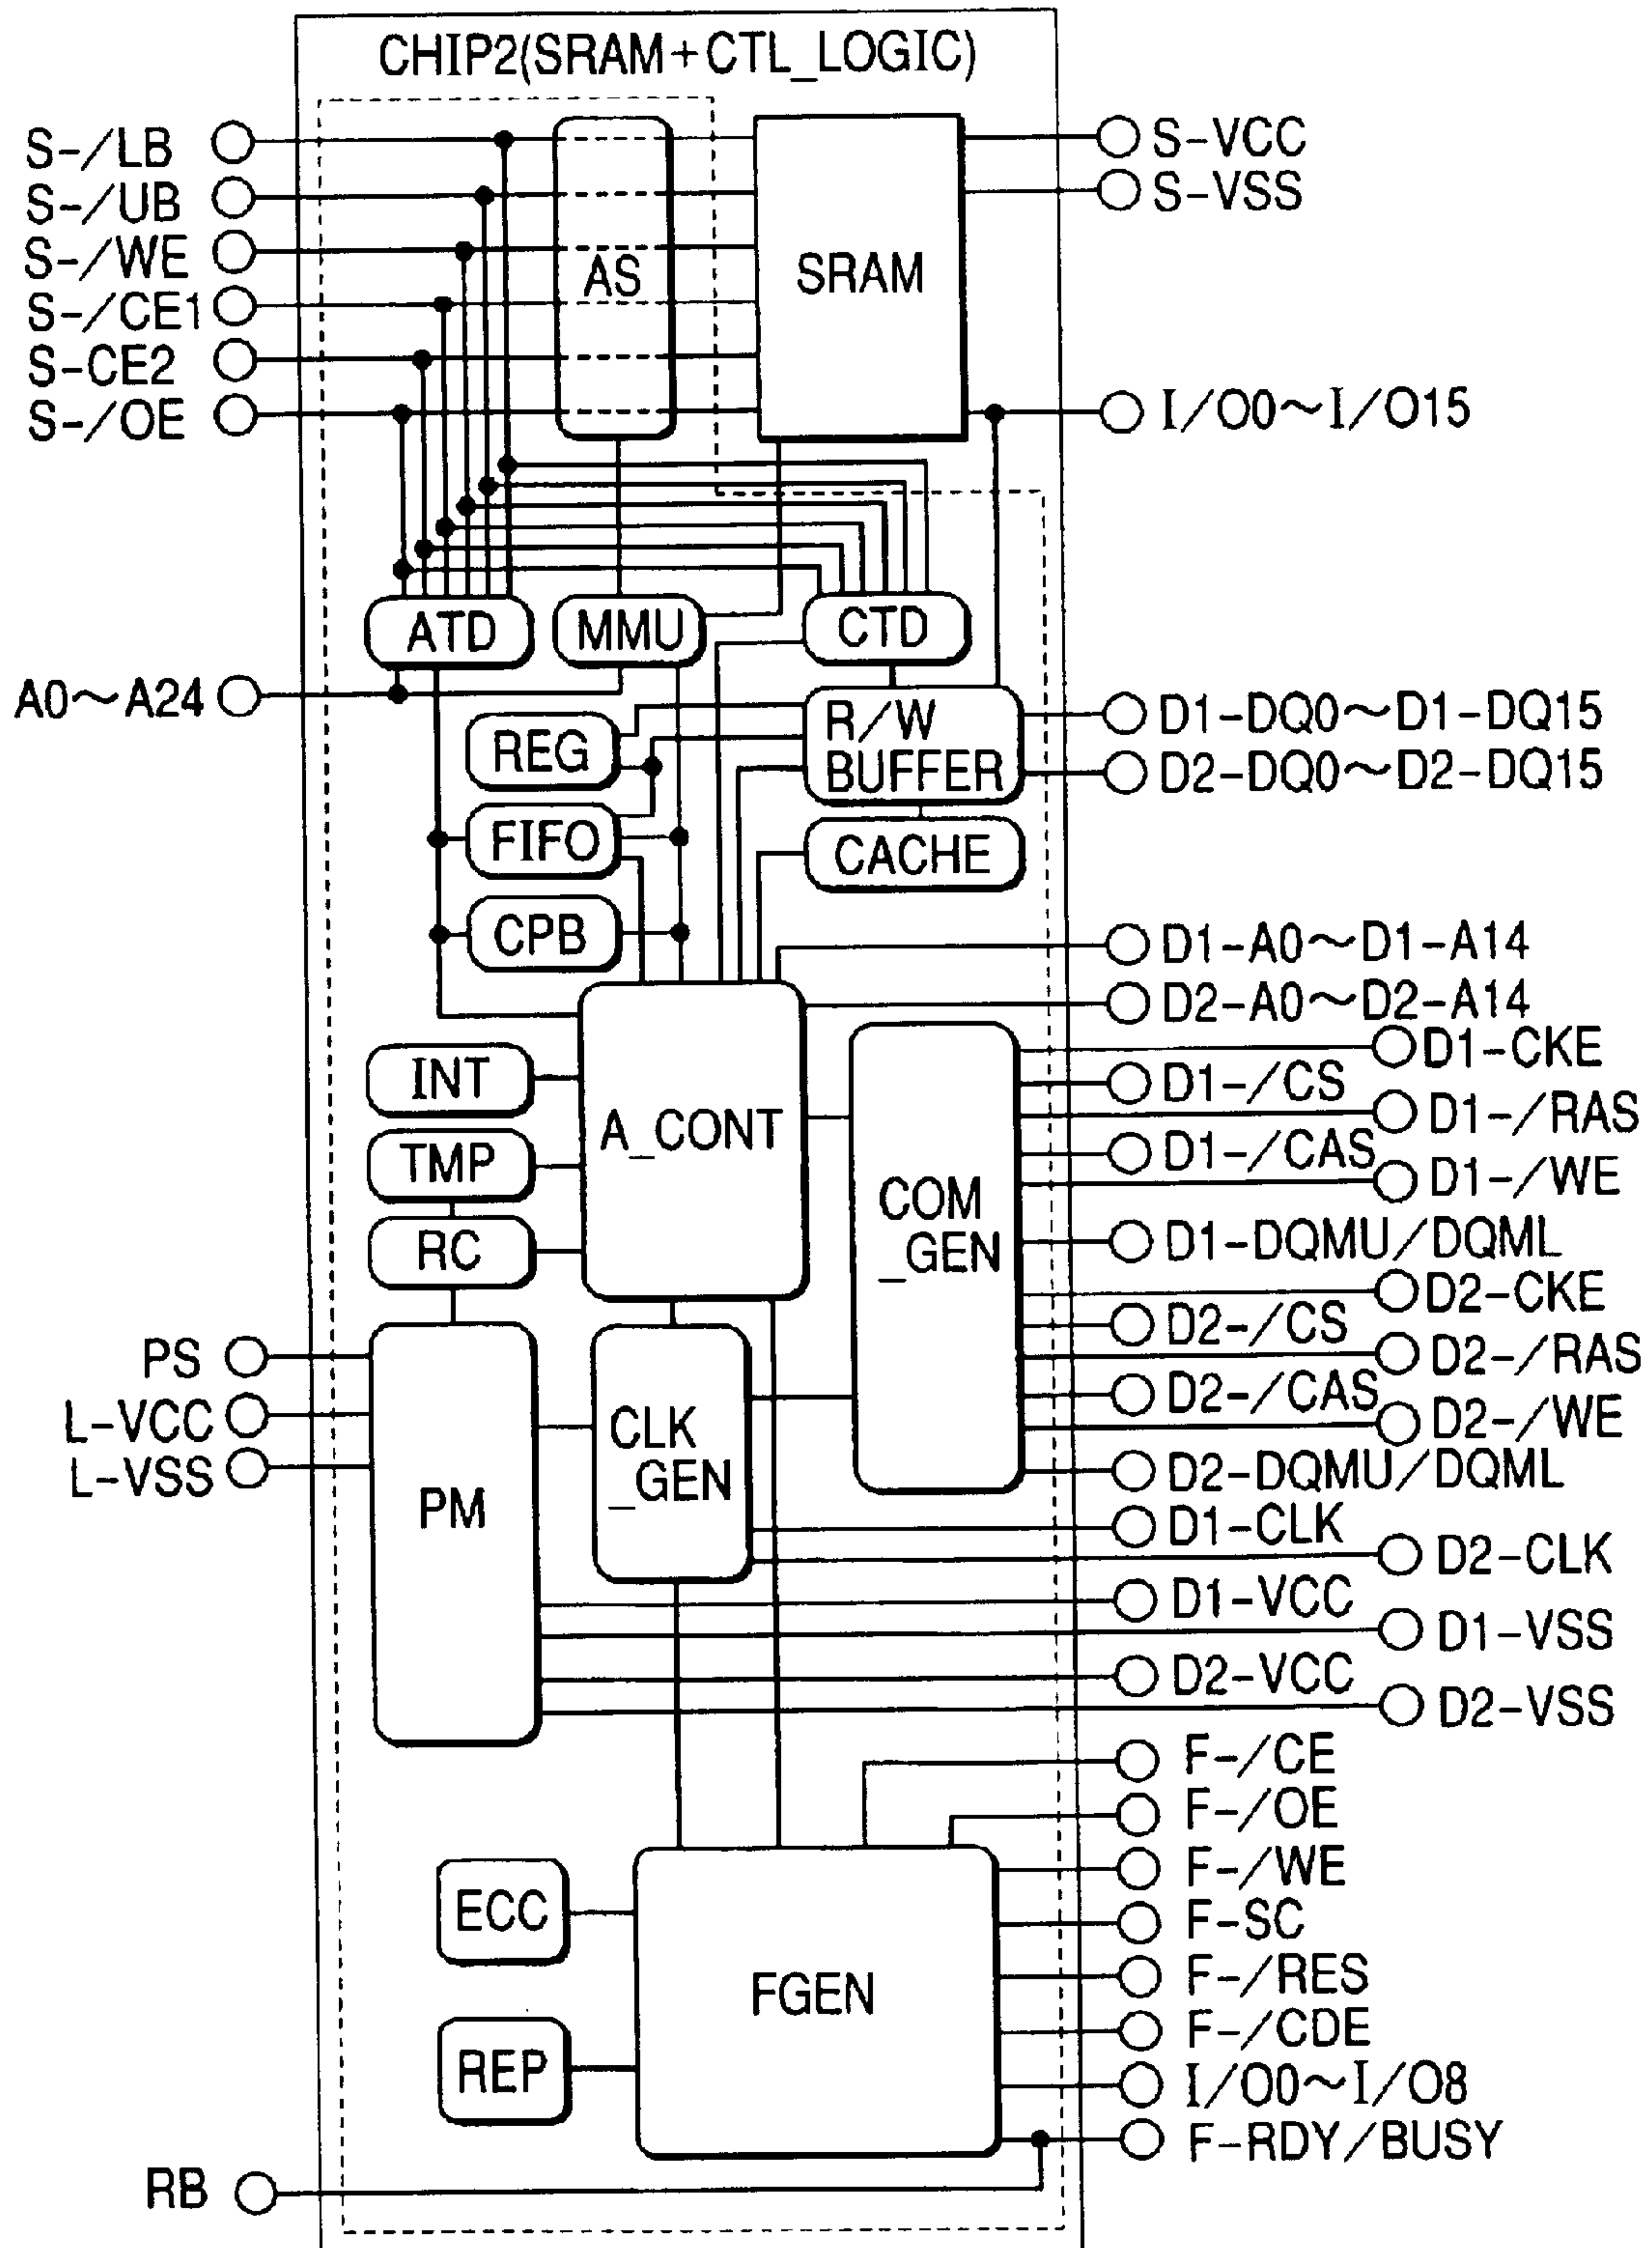 CHIP2(SRAM+CTL_LOGIC)
S-/LB
S-/UB
S-/WE
S-/CE1
S-CE2
S-/OE
AS
SRAM
S-VCC
S-VSS
I/O0~I/O15
ATD
MMU
CTD
A0~A24
REG
R/W
BUFFER
D1-DQ0~D1-DQ15
D2-DQ0~D2-DQ15
FIFO
CACHE
CPB
D1-A0~D1-A14
D2-A0~D2-A14
INT
TMP
RC
A_CONT
COM
_GEN
D1-CKE
D1-/CS
D1-/RAS
D1-/CAS
D1-/WE
D1-DQMU/DQML
D2-CKE
D2-/CS
D2-/RAS
D2-/CAS
D2-/WE
D2-DQMU/DQML
PS
L-VCC
L-VSS
PM
CLK
_GEN
D1-CLK
D2-CLK
D1-VCC
D1-VSS
D2-VCC
D2-VSS
F-/CE
F-/OE
F-/WE
F-SC
F-/RES
F-/CDE
I/O0~I/O8
F-RDY/BUSY
ECC
FGEN
REP
RB